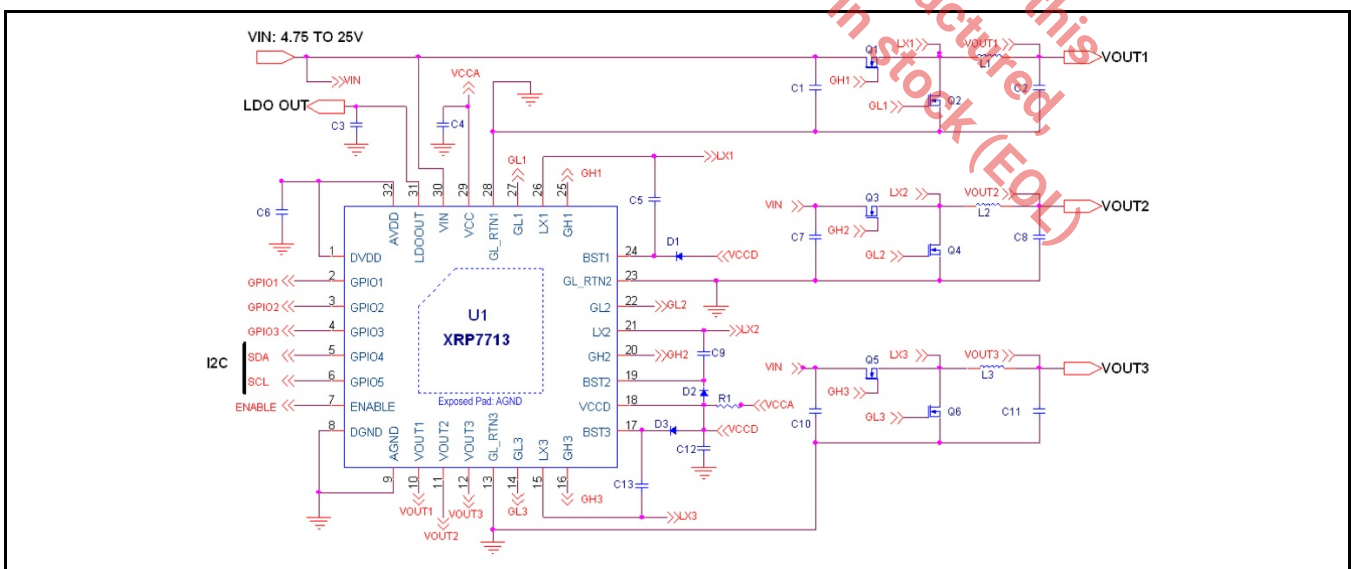 this
ctured,
in stock (EOL)
VIN: 4.75 TO 25V
VIN
LDO OUT
C3
VCCA
C4
C1
Q1
GH1
LX1
VOUT1
L1
C2
VOUT1
GL1
Q2
C6
32
31
30
29
28
27
26
25
GL1
GH1
LX1
C5
AVDD
LDOOUT
VIN
VCC
GL_RTN1
GL1
LX1
GH1
D1
VCCD
1 DVDD
GPIO1 2 GPIO1
GPIO2 3 GPIO2
GPIO3 4 GPIO3
I2C
SDA 5 GPIO4
SCL 6 GPIO5
ENABLE 7 ENABLE
8 DGND
U1
XRP7713
Exposed Pad: AGND
BST1 24
GL_RTN2 23
GL2 22 GL2
LX2 21 LX2
GH2 20 GH2
C9
BST2 19
D2
VCCD 18
R1
VCCA
BST3 17
D3
VCCD
C12
C13
AGND
VOUT1
VOUT2
VOUT3
GL_RTN3
GL3
LX3
GH3
9
10
11
12
13
14
15
16
VOUT1
VOUT2
VOUT3
GL3
GH3
LX3
VIN
C7
Q3
GH2
LX2
VOUT2
L2
C8
VOUT2
GL2
Q4
VIN
C10
Q5
GH3
LX3
VOUT3
L3
C11
VOUT3
GL3
Q6